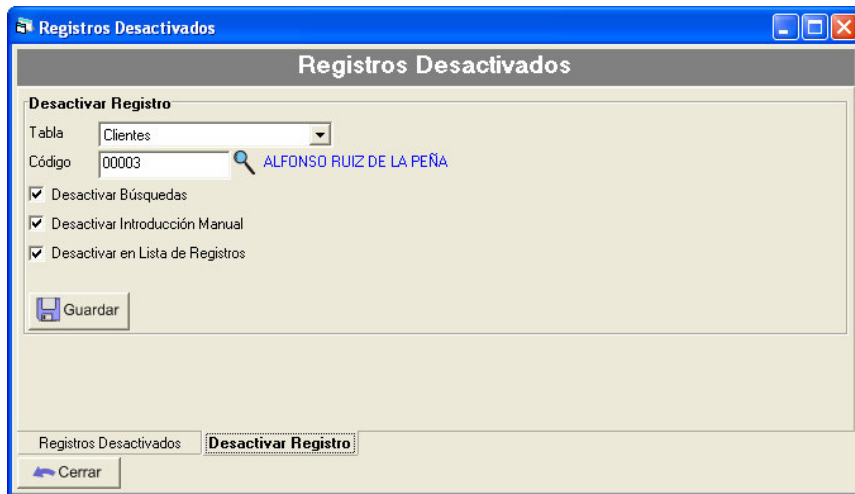 Registros Desactivados
Registros Desactivados
Desactivar Registro
Tabla Clientes
Código 00003 ALFONSO RUIZ DE LA PEÑA
Desactivar Búsquedas
Desactivar Introducción Manual
Desactivar en Lista de Registros
Guardar
Registros Desactivados Desactivar Registro
Cerrar